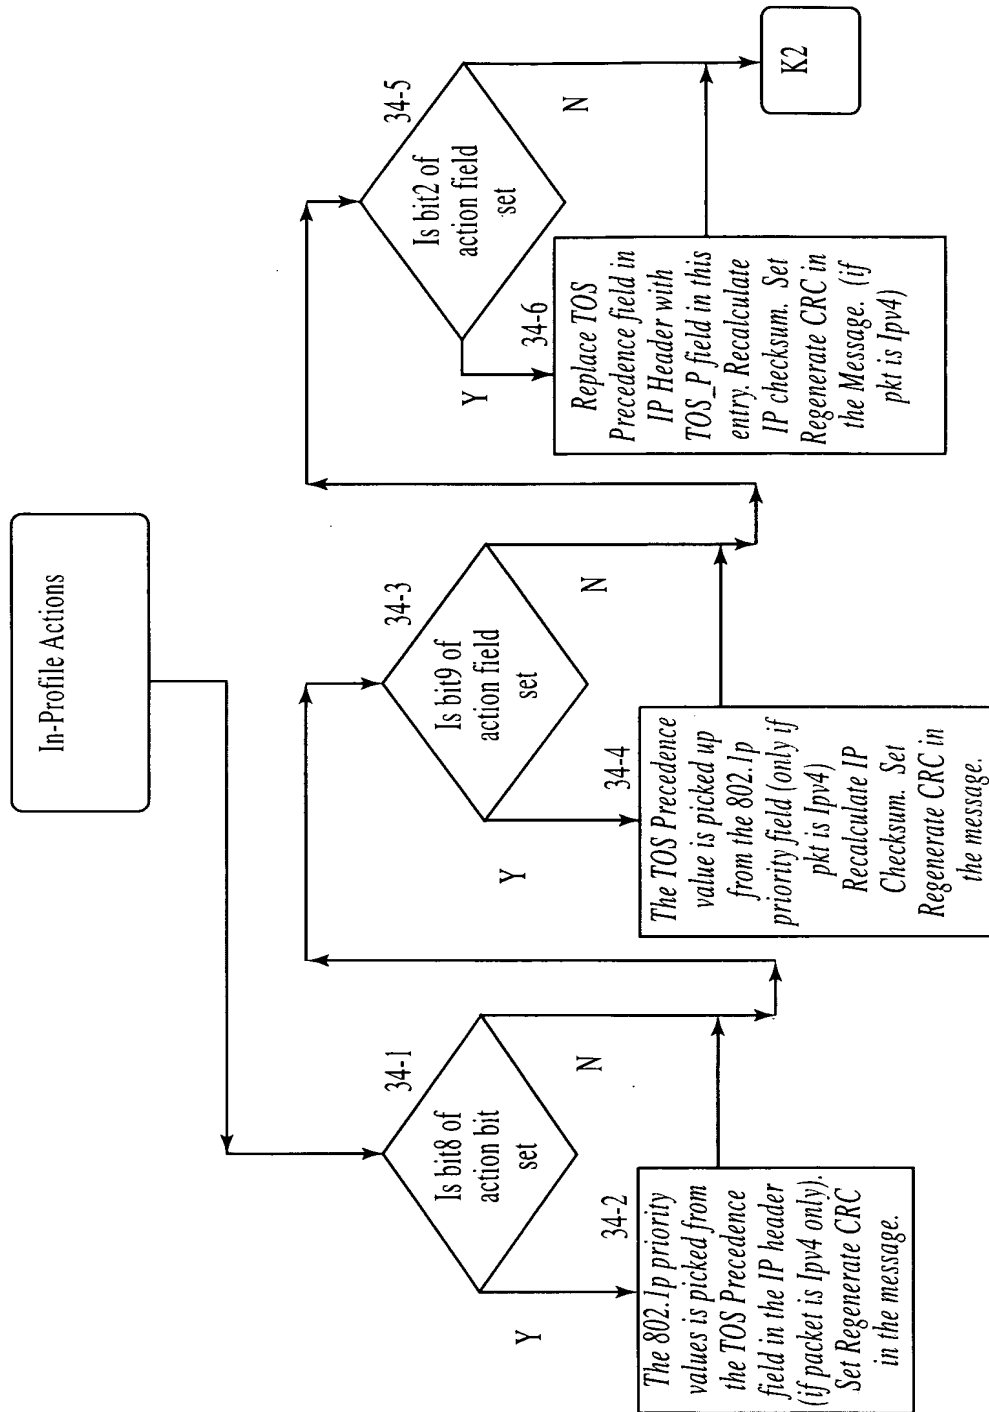 In-Profile Actions
34-1
Is bit8 of
action bit
set
Y
N
34-2
The 802.1p priority
values is picked from
the TOS Precedence
field in the IP header
(if packet is Ipv4 only).
Set Regenerate CRC
in the message.
34-3
Is bit9 of
action field
set
Y
N
34-4
The TOS Precedence
value is picked up
from the 802.1p
priority field (only if
pkt is Ipv4)
Recalculate IP
Checksum. Set
Regenerate CRC in
the message.
34-5
Is bit2 of
action field
set
Y
N
34-6
Replace TOS
Precedence field in
IP Header with
TOS_P field in this
entry. Recalculate
IP checksum. Set
Regenerate CRC in
the Message. (if
pkt is Ipv4)
K2